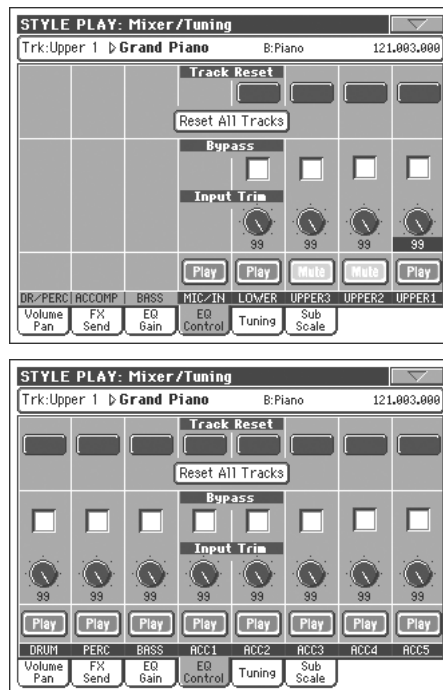 STYLE PLAY: Mixer/Tuning
Trk:Upper 1 ▷Grand Piano B:Piano 121.003.000
Track Reset
Reset All Tracks
Bypass
Input Trim
99 99 99 99
Play Play Mute Mute Play
DR/PERC ACCOMP BASS MIC/IN LOWER UPPER3 UPPER2 UPPER1
Volume Pan FX Send EQ Gain EQ Control Tuning Sub Scale
STYLE PLAY: Mixer/Tuning
Trk:Upper 1 ▷Grand Piano B:Piano 121.003.000
Track Reset
Reset All Tracks
Bypass
Input Trim
99 99 99 99 99 99 99 99
Play Play Play Play Play Play Play Play
DRUM PERC BASS ACC1 ACC2 ACC3 ACC4 ACC5
Volume Pan FX Send EQ Gain EQ Control Tuning Sub Scale